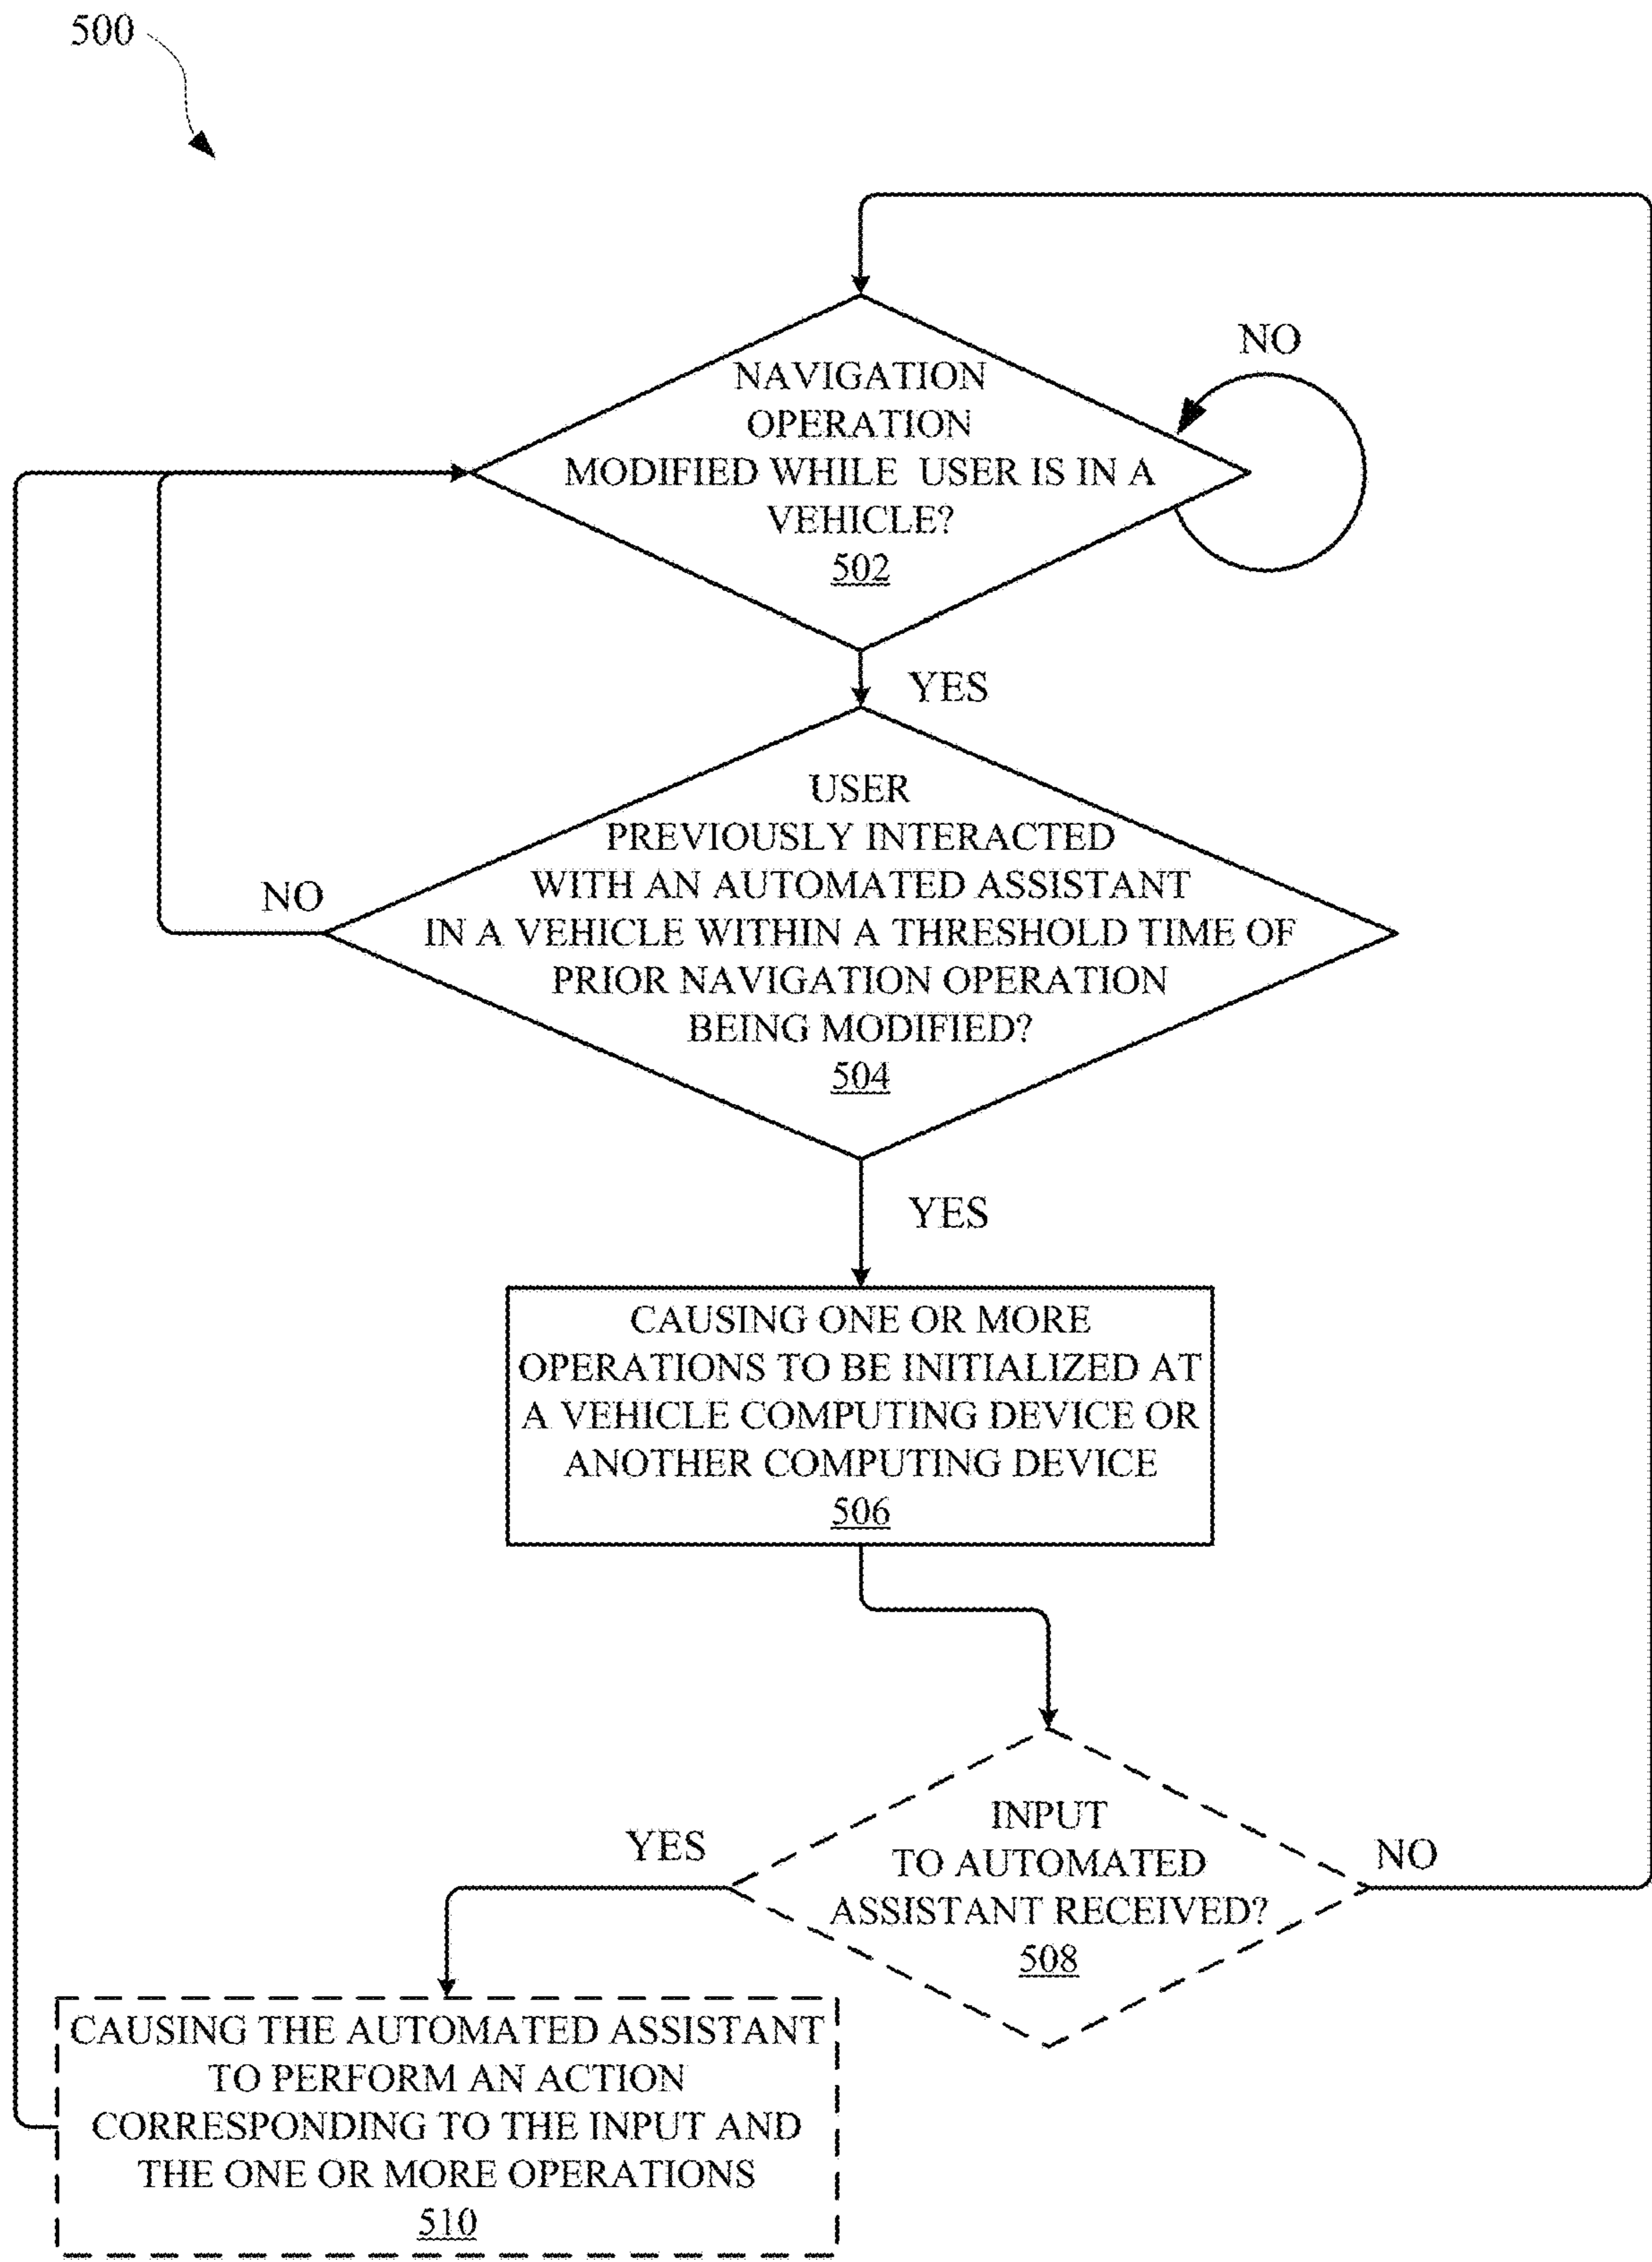 500
NO
NAVIGATION
OPERATION
MODIFIED WHILE USER IS IN A
VEHICLE?
502
YES
USER
PREVIOUSLY INTERACTED
WITH AN AUTOMATED ASSISTANT
IN A VEHICLE WITHIN A THRESHOLD TIME OF
PRIOR NAVIGATION OPERATION
BEING MODIFIED?
504
NO
YES
CAUSING ONE OR MORE
OPERATIONS TO BE INITIALIZED AT
A VEHICLE COMPUTING DEVICE OR
ANOTHER COMPUTING DEVICE
506
INPUT
TO AUTOMATED
ASSISTANT RECEIVED?
508
YES
NO
CAUSING THE AUTOMATED ASSISTANT
TO PERFORM AN ACTION
CORRESPONDING TO THE INPUT AND
THE ONE OR MORE OPERATIONS
510